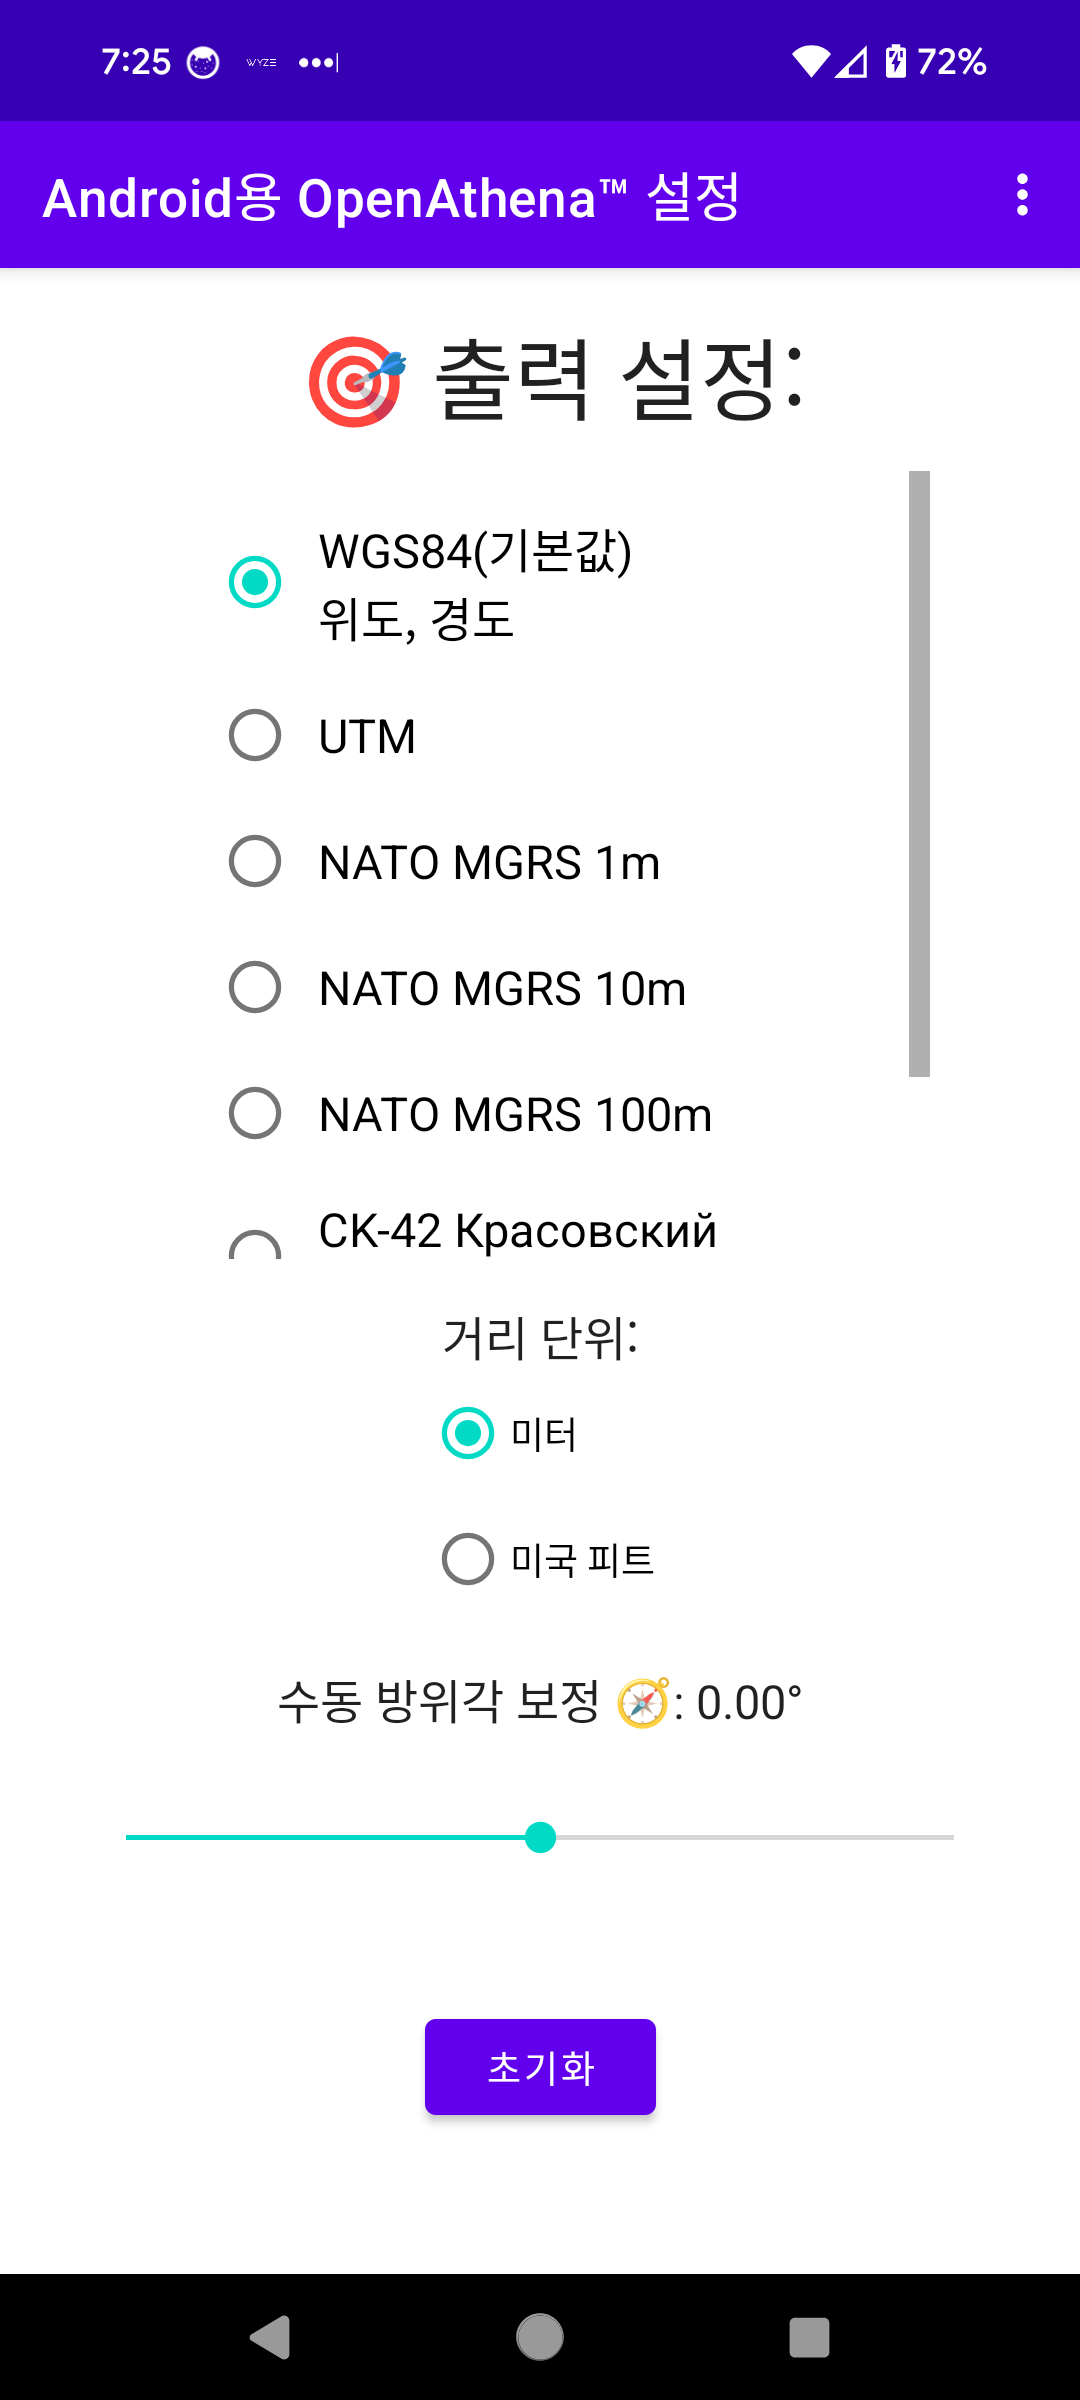 7:25 WYZE 72%
Android용 OpenAthena™ 설정
🎯 출력 설정:
WGS84(기본값)
위도, 경도
UTM
NATO MGRS 1m
NATO MGRS 10m
NATO MGRS 100m
СК-42 Красовский
거리 단위:
미터
미국 피트
수동 방위각 보정 🧭: 0.00°
초기화